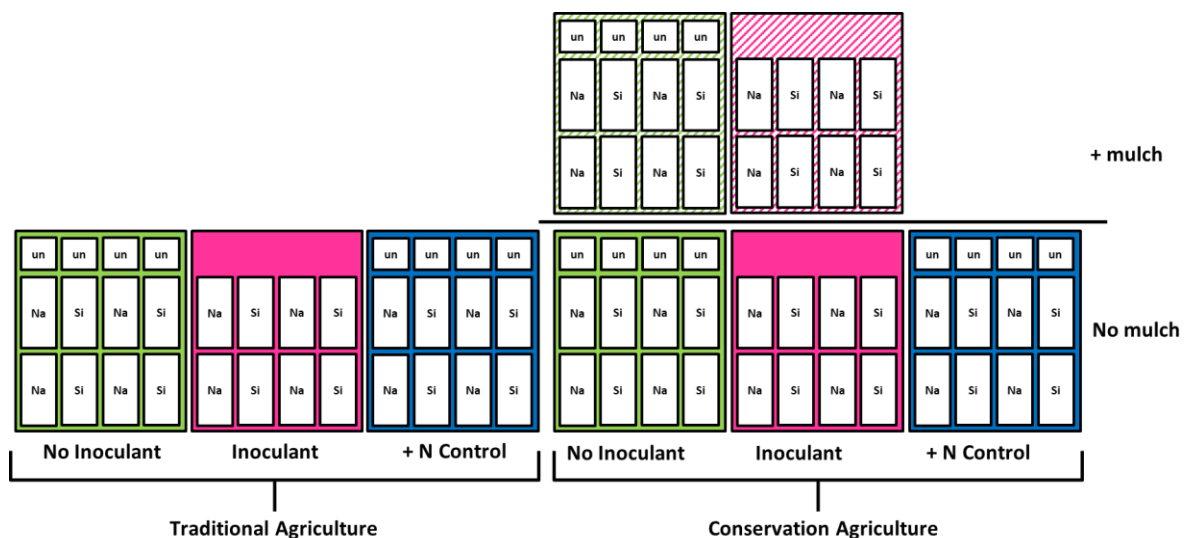 un un un un
Na Si Na Si Na Si Na Si
Na Si Na Si Na Si Na Si
+ mulch
un un un un un un un un un un un un un un un un
Na Si Na Si Na Si Na Si Na Si Na Si Na Si Na Si Na Si Na Si Na Si Na Si
No mulch
Na Si Na Si Na Si Na Si Na Si Na Si Na Si Na Si Na Si Na Si Na Si Na Si
No Inoculant Inoculant + N Control No Inoculant Inoculant + N Control
Traditional Agriculture Conservation Agriculture